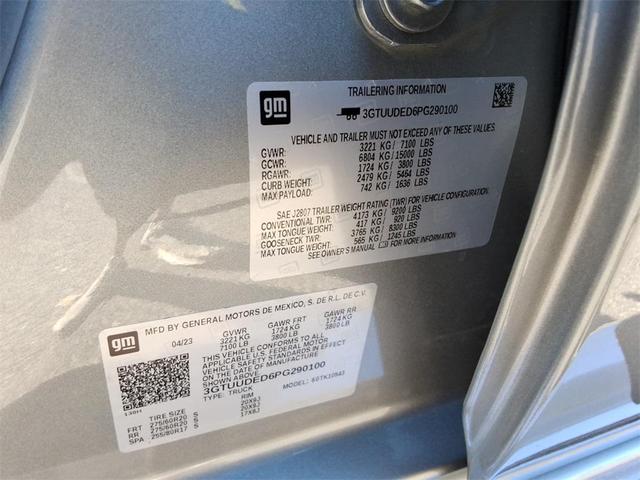 gm
TRAILERING INFORMATION
3GTUUDED6PG290100
VEHICLE AND TRAILER MUST NOT EXCEED ANY OF THESE VALUES.
GVWR: 3221 KG / 7100 LBS
GCWR: 6804 KG / 15000 LBS
RGAWR: 1724 KG / 3800 LBS
CURB WEIGHT: 2479 KG / 5464 LBS
MAX PAYLOAD: 742 KG / 1636 LBS
SAE J2807 TRAILER WEIGHT RATING (TWR) FOR VEHICLE CONFIGURATION.
CONVENTIONAL TWR: 4173 KG / 9200 LBS
MAX TONGUE WEIGHT: 417 KG / 920 LBS
GOOSENECK TWR: 3765 KG / 8300 LBS
MAX TONGUE WEIGHT: 565 KG / 1245 LBS
SEE OWNER'S MANUAL FOR MORE INFORMATION
gm
MFD BY GENERAL MOTORS DE MEXICO, S. DE R.L. DE C.V.
04/23 GVWR GAWR FRT GAWR RR
3221 KG 1724 KG 1724 KG
7100 LB 3800 LB 3800 LB
THIS VEHICLE CONFORMS TO ALL
APPLICABLE U.S. FEDERAL MOTOR
VEHICLE SAFETY STANDARDS IN
EFFECT ON THE DATE OF
MANUFACTURE SHOWN ABOVE.
3GTUUDED6PG290100
TYPE: TRUCK MODEL:
TIRE SIZE RIM
FRT 275/60R20 S 20X9J
RR 275/60R20 S 20X9J
SPA 255/80R17 S 17X8J